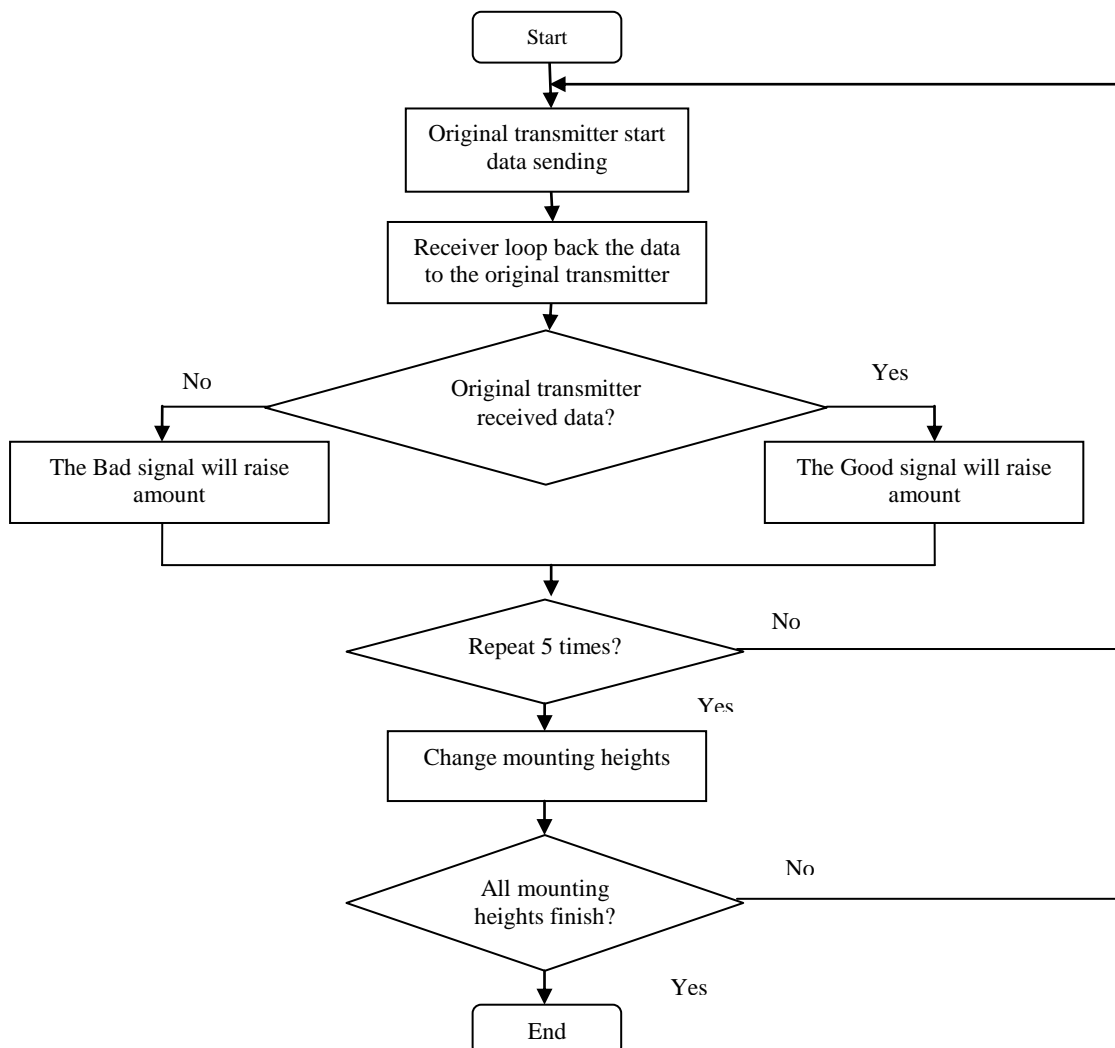 Start
Original transmitter start
data sending
Receiver loop back the data
to the original transmitter
No
Yes
Original transmitter
received data?
The Bad signal will raise
amount
The Good signal will raise
amount
No
Repeat 5 times?
Yes
Change mounting heights
No
All mounting
heights finish?
Yes
End